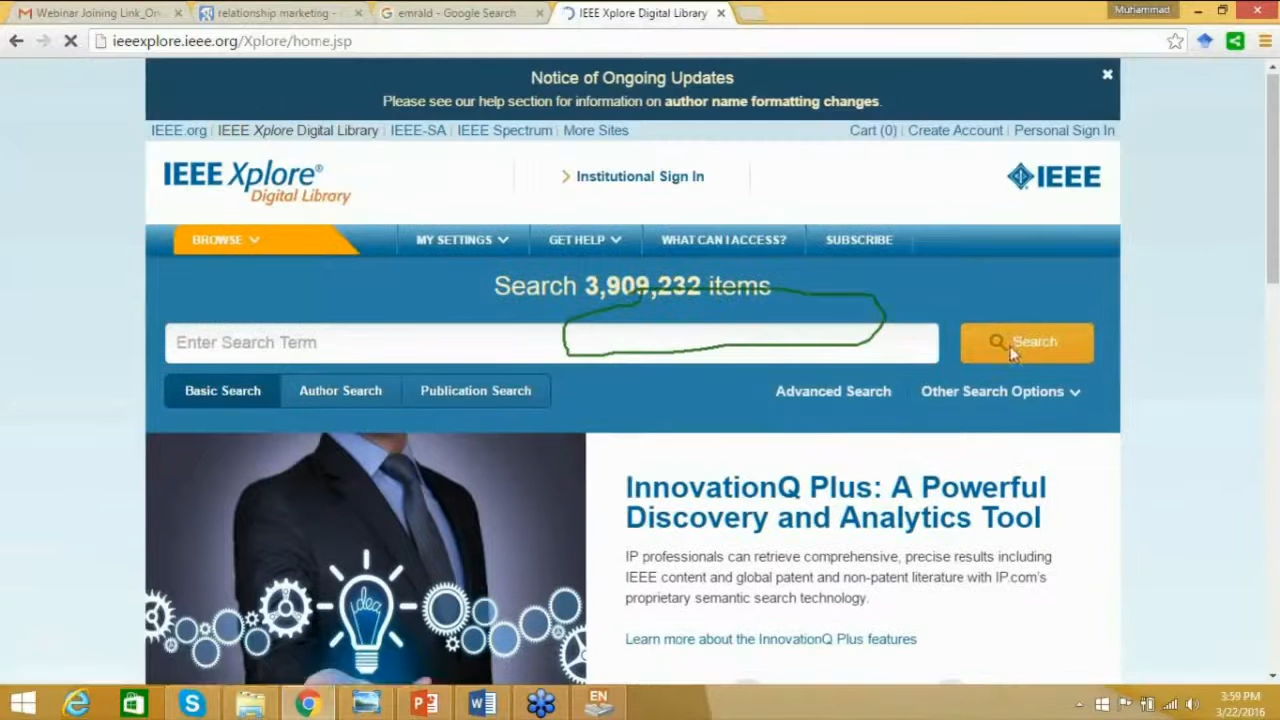 Webinar Joining Link_On
relationship marketing -
emrald - Google Search
IEEE Xplore Digital Library
Muhammad
ieeexplore.ieee.org/Xplore/home.jsp
Notice of Ongoing Updates
Please see our help section for information on author name formatting changes.
IEEE.org | IEEE Xplore Digital Library | IEEE-SA | IEEE Spectrum | More Sites
Cart (0) | Create Account | Personal Sign In
IEEE Xplore®
Digital Library
Institutional Sign In
IEEE
BROWSE
MY SETTINGS
GET HELP
WHAT CAN I ACCESS?
SUBSCRIBE
Search 3,909,232 items
Enter Search Term
Search
Basic Search
Author Search
Publication Search
Advanced Search
Other Search Options
idea
InnovationQ Plus: A Powerful
Discovery and Analytics Tool
IP professionals can retrieve comprehensive, precise results including
IEEE content and global patent and non-patent literature with IP.com's
proprietary semantic search technology.
Learn more about the InnovationQ Plus features
EN
3:59 PM
3/22/2016